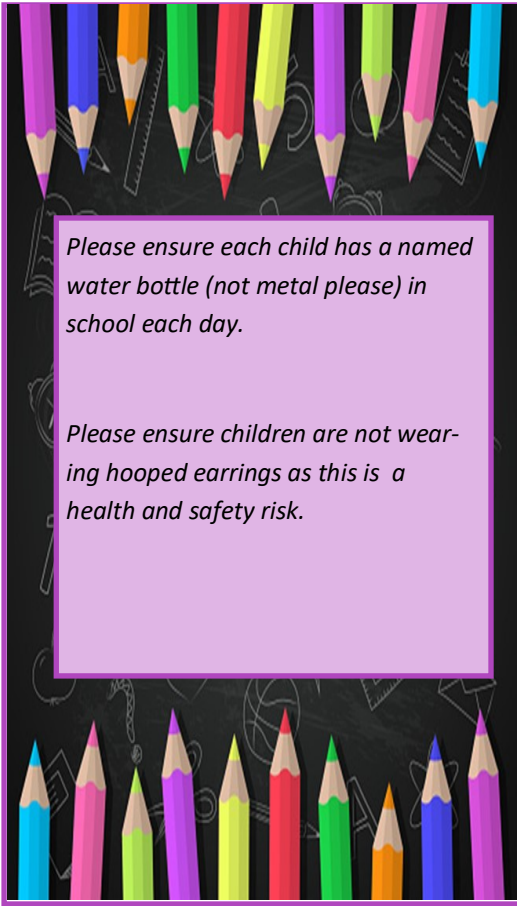 Please ensure each child has a named
water bottle (not metal please) in
school each day.
Please ensure children are not wear-
ing hooped earrings as this is  a
health and safety risk.